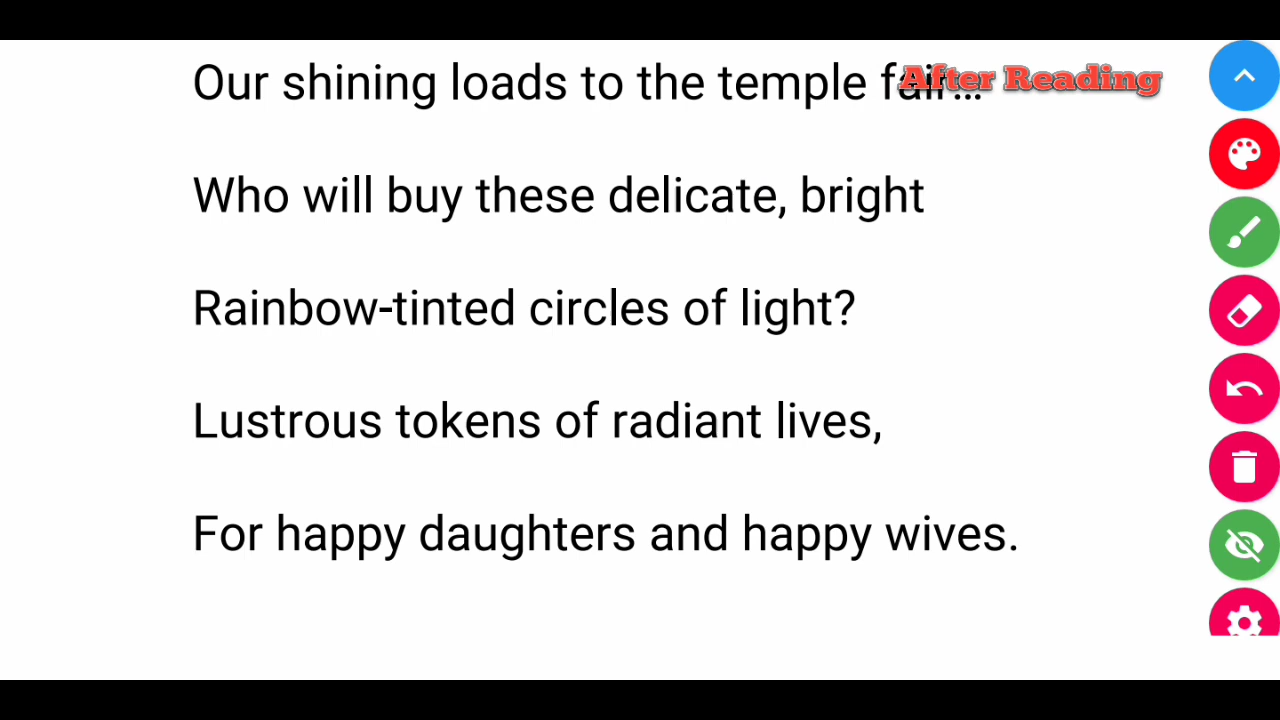 Our shining loads to the temple fair... After Reading
Who will buy these delicate, bright
Rainbow-tinted circles of light?
Lustrous tokens of radiant lives,
For happy daughters and happy wives.